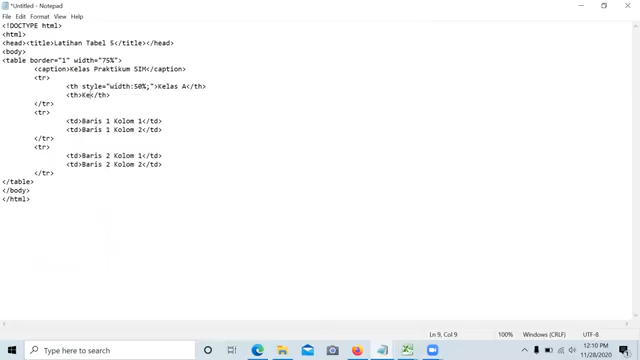 *Untitled - Notepad
File Edit Format View Help
<!DOCTYPE html>
<html>
<head><title>Latihan Tabel 5</title></head>
<body>
<table border="1" width="75%">
<caption>Kelas Praktikum SIM</caption>
<tr>
<th style="width:50%;">Kelas A</th>
<th>Ke</th>
</tr>
<tr>
<td>Baris 1 Kolom 1</td>
<td>Baris 1 Kolom 2</td>
</tr>
<tr>
<td>Baris 2 Kolom 1</td>
<td>Baris 2 Kolom 2</td>
</tr>
</table>
</body>
</html>
Ln 9, Col 9 100% Windows (CRLF) UTF-8
Type here to search
12:10 PM
11/28/2020